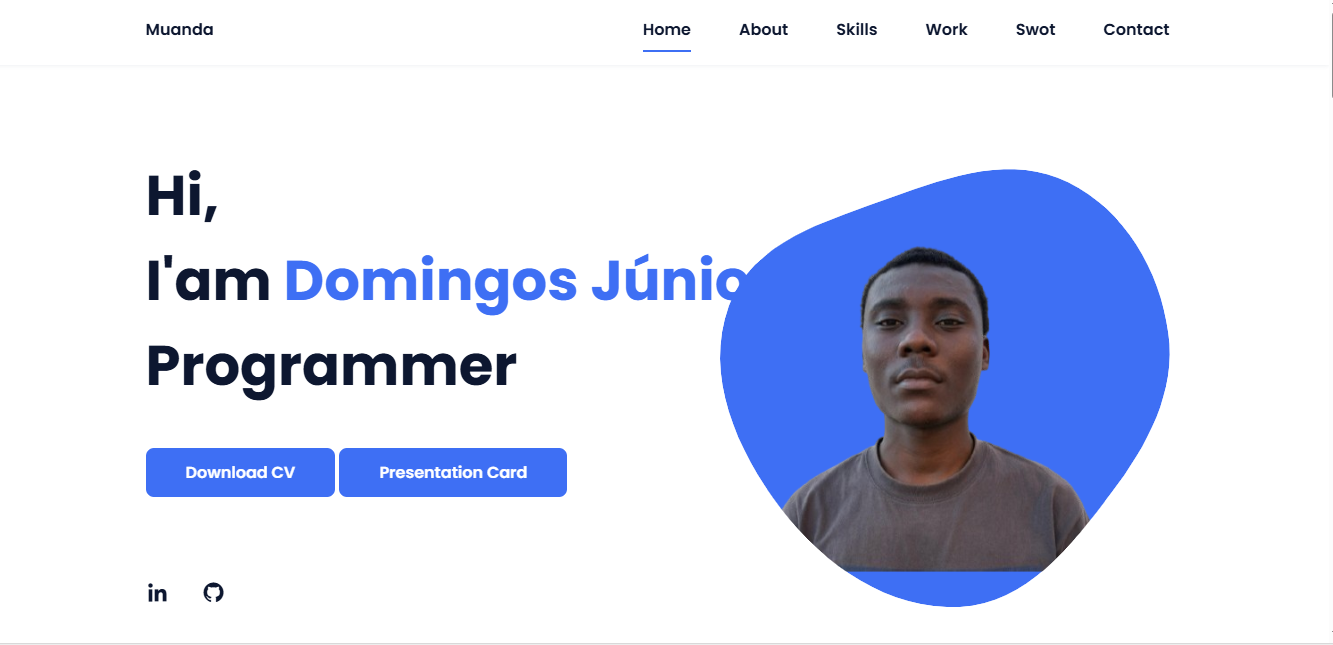 Muanda
Home About Skills Work Swot Contact
Hi,
I'am Domingos Júnio
Programmer
Download CV Presentation Card
in